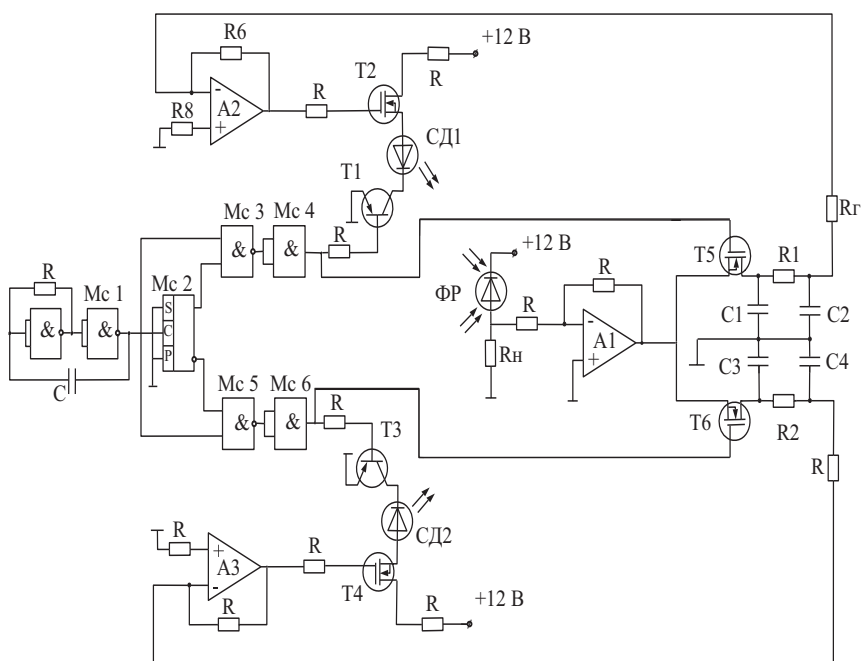 R6
+12 В
T2
R
-
A2
+
R
R8
СД1
T1
Мс 3
Мс 4
&
&
R
Rг
+12 В
T5
R1
R
Мс 1
Мс 2
ФР
R
R
&
&
S
C
P
-
A1
+
C1
C2
C
Rн
C3
C4
Мс 5
Мс 6
R
&
&
T3
T6
R2
R
СД2
R
+
A3
-
R
R
T4
R
+12 В